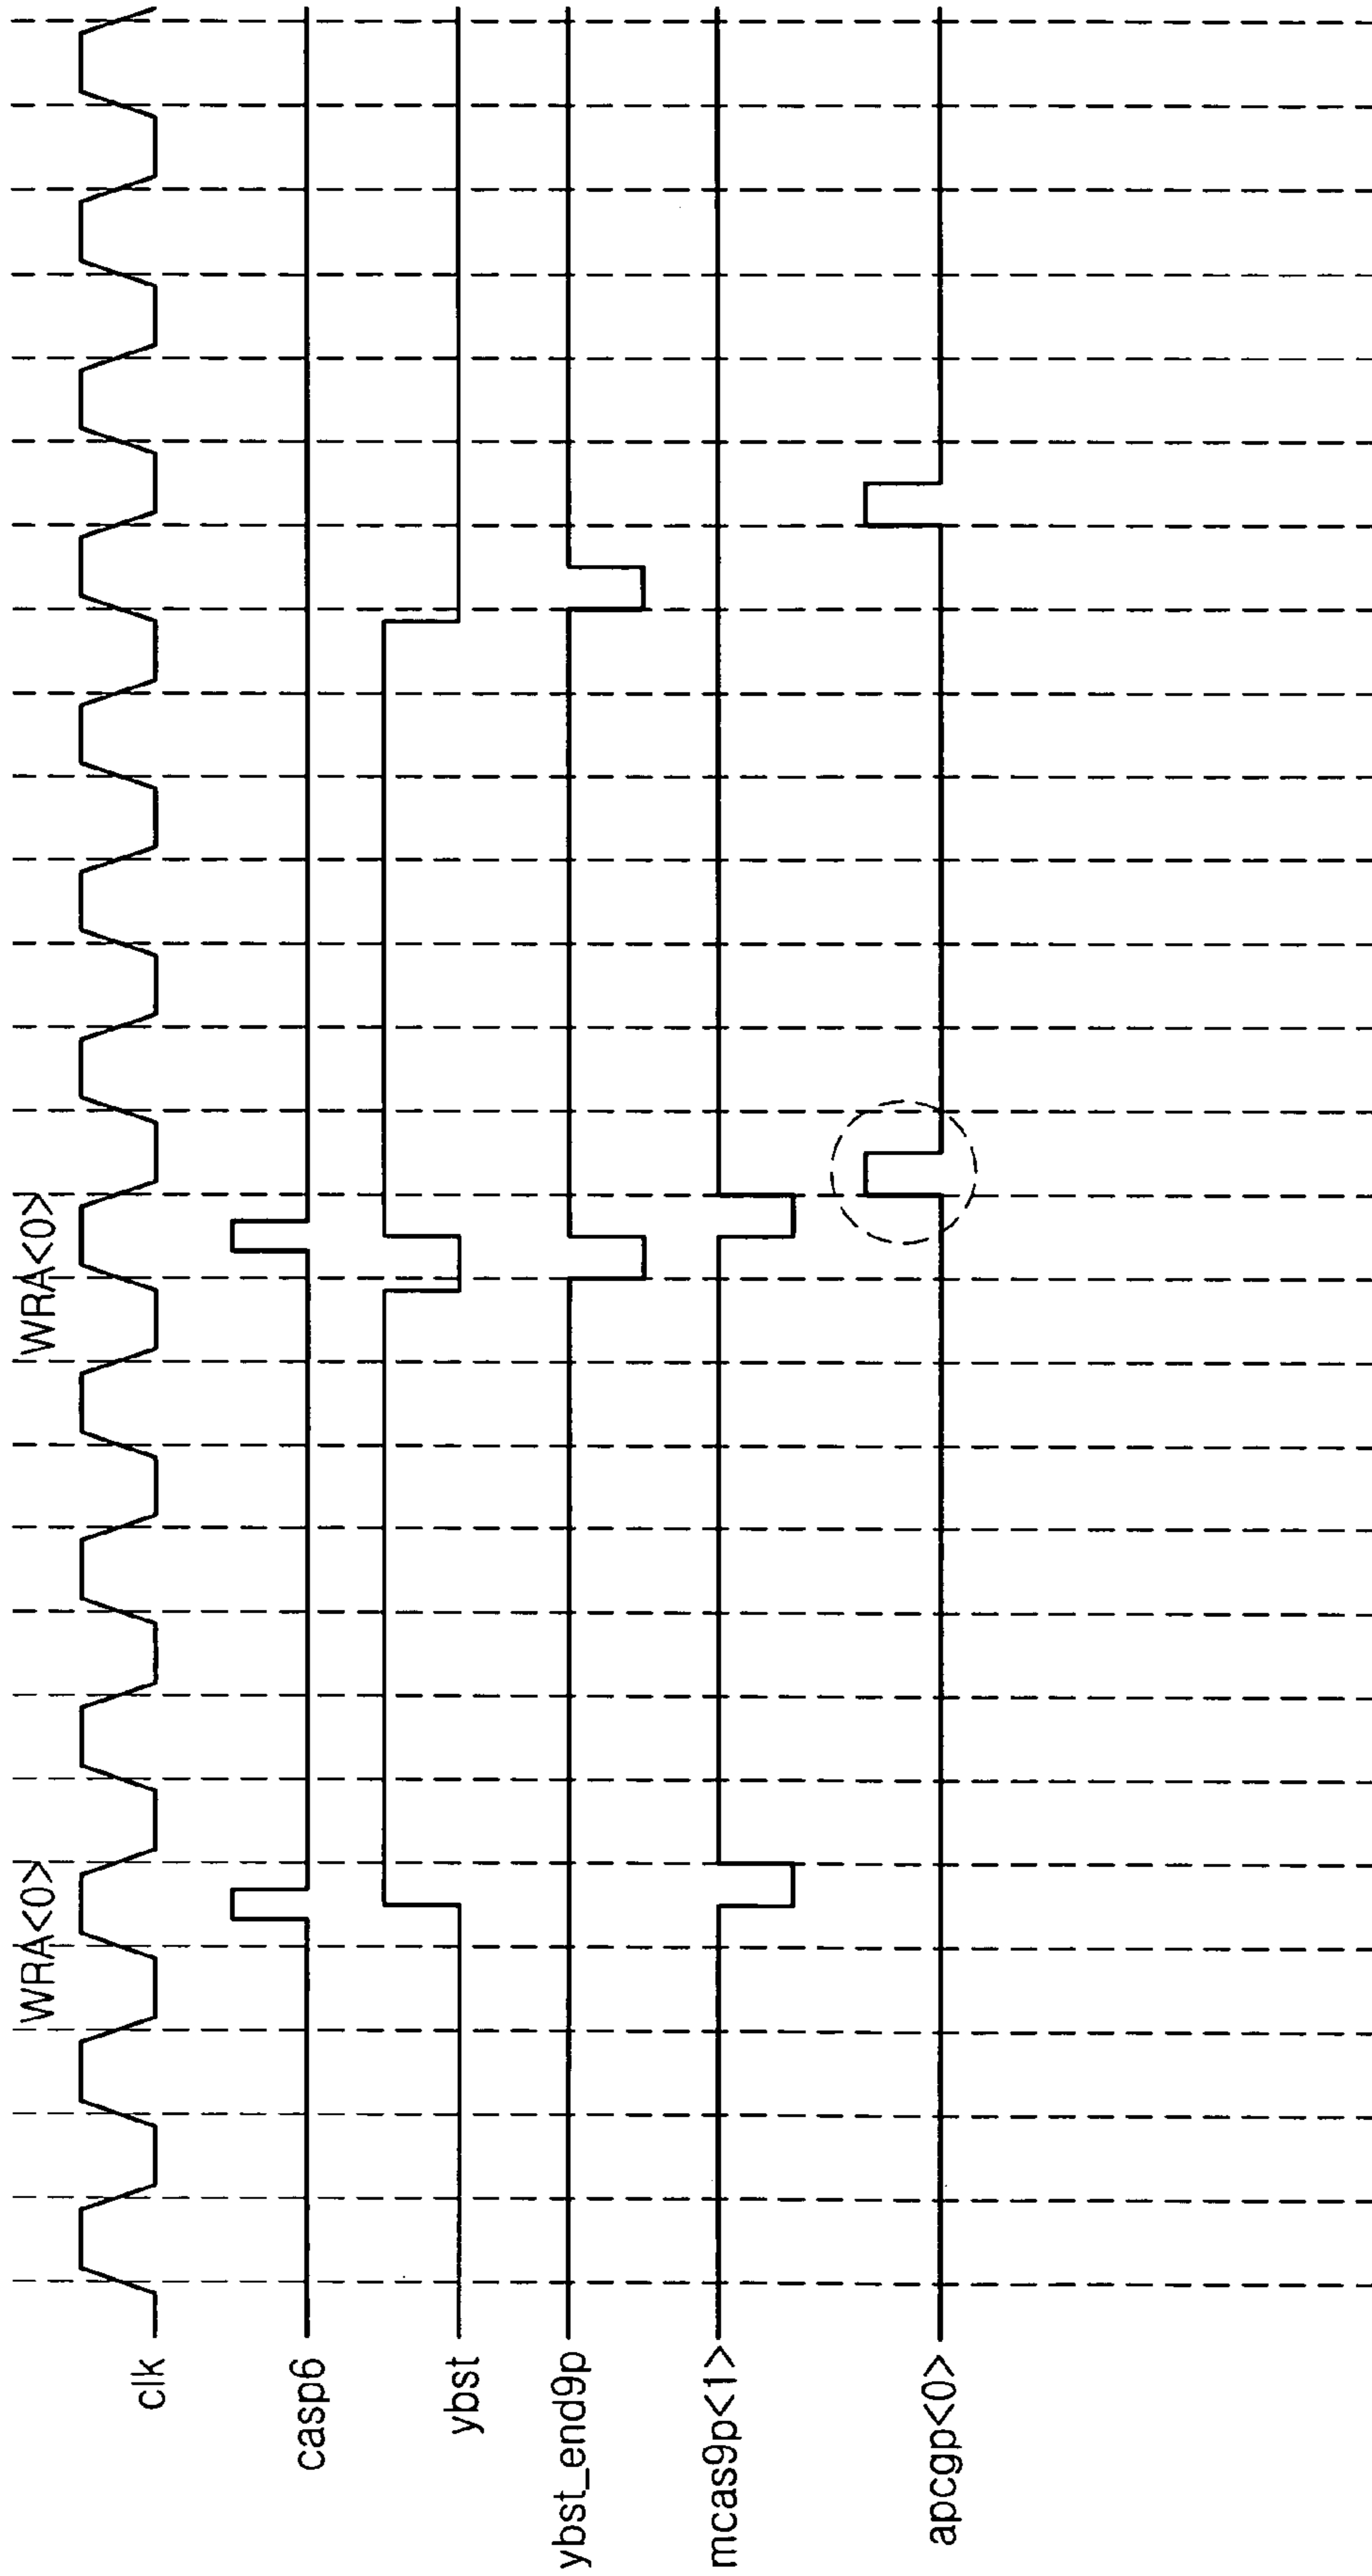 WRA<0>
WRA<0>
clk
casp6
ybst
ybst_end9p
mcas9p<1>
apcgp<0>